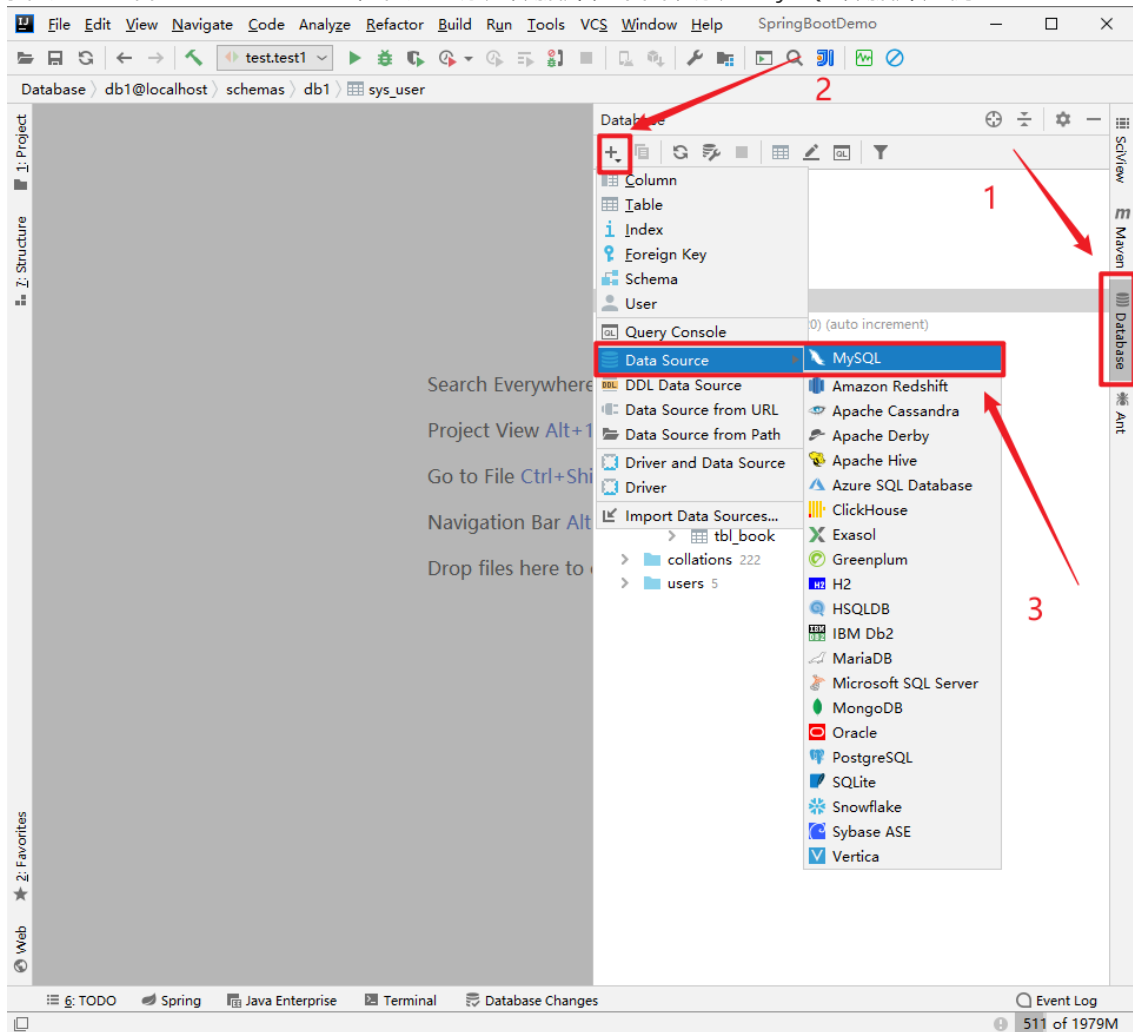 File Edit View Navigate Code Analyze Refactor Build Run Tools VCS Window Help SpringBootDemo
test.test1
Database db1@localhost schemas db1 sys_user
2
1: Project
7: Structure
2: Favorites
Web
Database
Column
Table
Index
Foreign Key
Schema
User
Query Console
Data Source
DDL Data Source
Data Source from URL
Data Source from Path
Driver and Data Source
Driver
Import Data Sources...
0) (auto increment)
MySQL
Amazon Redshift
Apache Cassandra
Apache Derby
Apache Hive
Azure SQL Database
ClickHouse
Exasol
Greenplum
H2
HSQLDB
IBM Db2
MariaDB
Microsoft SQL Server
MongoDB
Oracle
PostgreSQL
SQLite
Snowflake
Sybase ASE
Vertica
tbl_book
collations 222
users 5
Search Everywhere
Project View Alt+1
Go to File Ctrl+Shi
Navigation Bar Alt
Drop files here to
1
3
SciView
Maven
Database
Ant
6: TODO Spring Java Enterprise Terminal Database Changes Event Log
511 of 1979M